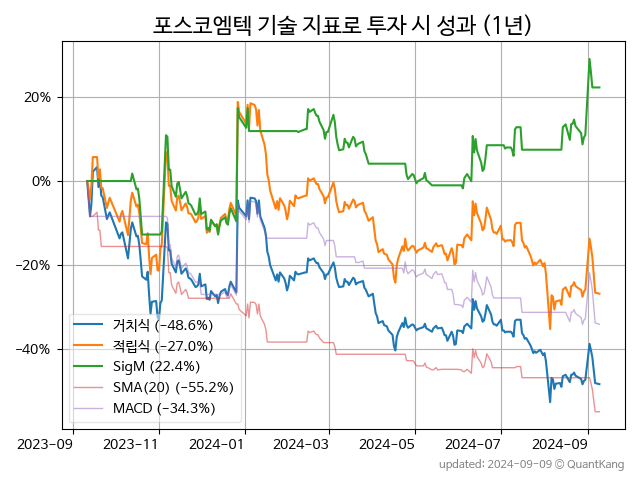 포스코엠텍 기술 지표로 투자 시 성과 (1년)
20%
0%
−20%
−40%
거치식 (−48.6%)
적립식 (−27.0%)
SigM (22.4%)
SMA(20) (−55.2%)
MACD (−34.3%)
2023-09 2023-11 2024-01 2024-03 2024-05 2024-07 2024-09
updated: 2024-09-09 © QuantKang